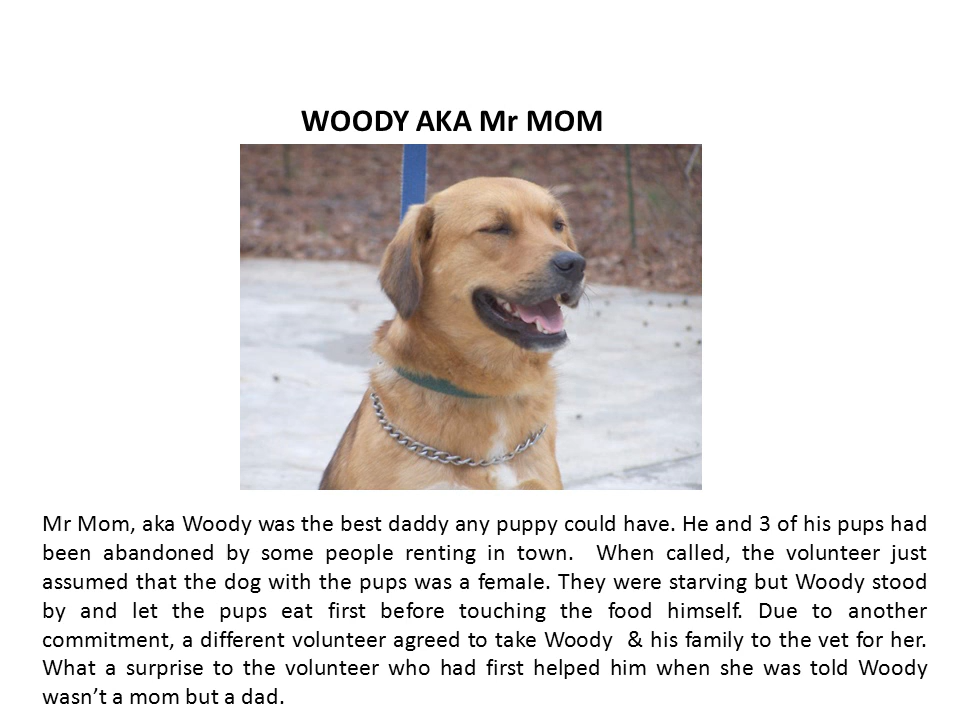 WOODY AKA Mr MOM
Mr Mom, aka Woody was the best daddy any puppy could have. He and 3 of his pups had
been abandoned by some people renting in town.  When called, the volunteer just
assumed that the dog with the pups was a female. They were starving but Woody stood
by and let the pups eat first before touching the food himself. Due to another
commitment, a different volunteer agreed to take Woody  & his family to the vet for her.
What a surprise to the volunteer who had first helped him when she was told Woody
wasn’t a mom but a dad.